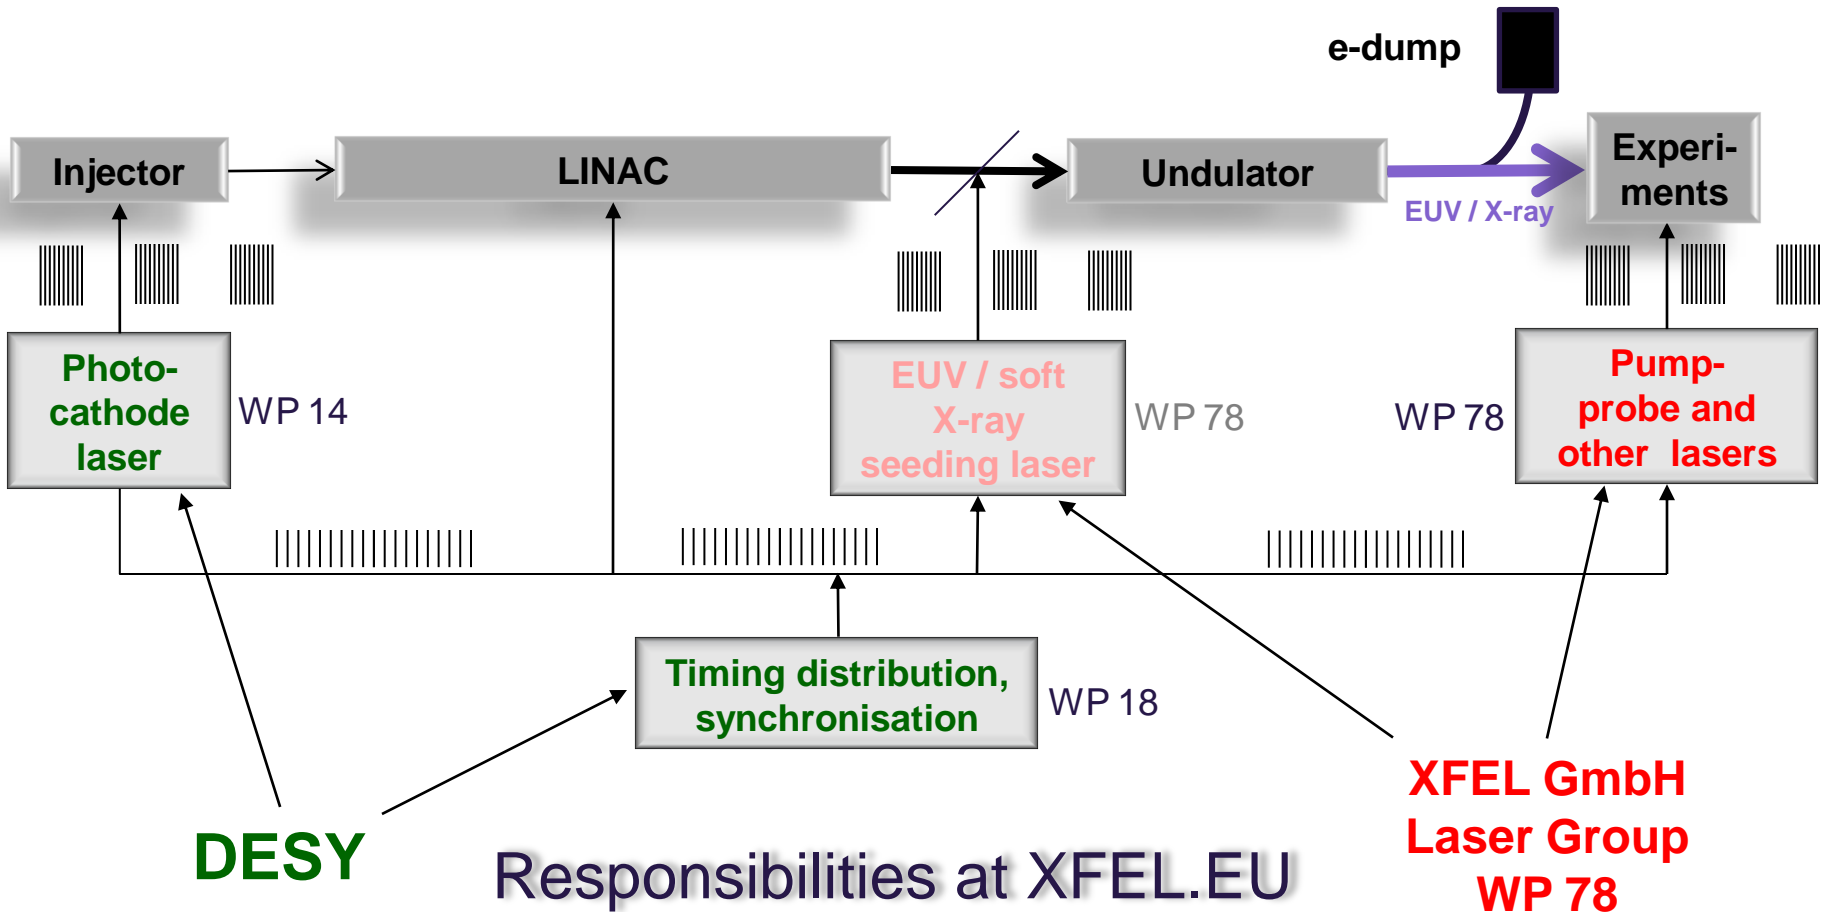 e-dump
Injector
LINAC
Undulator
Experi-
ments
EUV / X-ray
Photo-
cathode
laser
WP 14
EUV / soft
X-ray
seeding laser
WP 78
WP 78
Pump-
probe and
other lasers
Timing distribution,
synchronisation
WP 18
DESY
Responsibilities at XFEL.EU
XFEL GmbH
Laser Group
WP 78